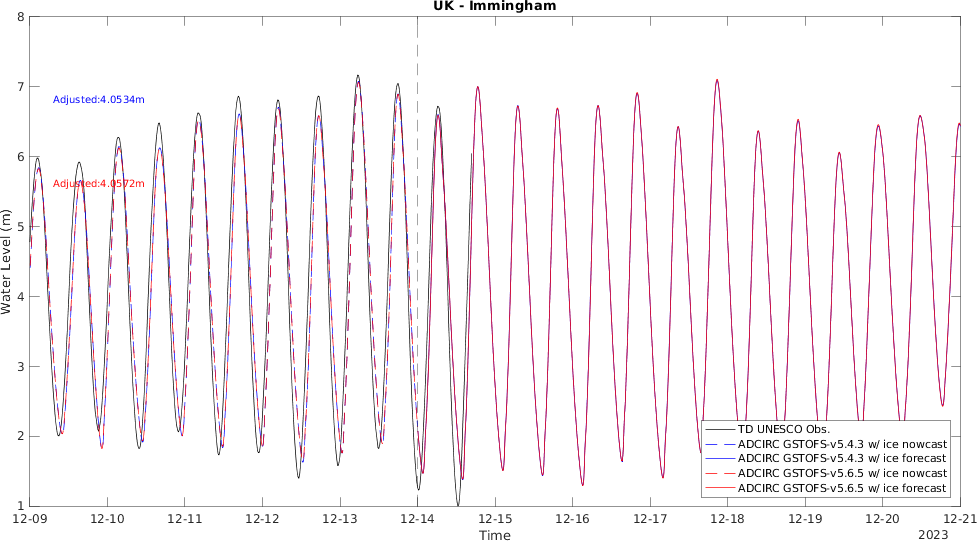 UK - Immingham
8
7
6
5
4
3
2
1
Water Level (m)
Adjusted:4.0534m
Adjusted:4.0572m
TD UNESCO Obs.
ADCIRC GSTOFS-v5.4.3 w/ ice nowcast
ADCIRC GSTOFS-v5.4.3 w/ ice forecast
ADCIRC GSTOFS-v5.6.5 w/ ice nowcast
ADCIRC GSTOFS-v5.6.5 w/ ice forecast
12-09 12-10 12-11 12-12 12-13 12-14 12-15 12-16 12-17 12-18 12-19 12-20 12-21
Time
2023